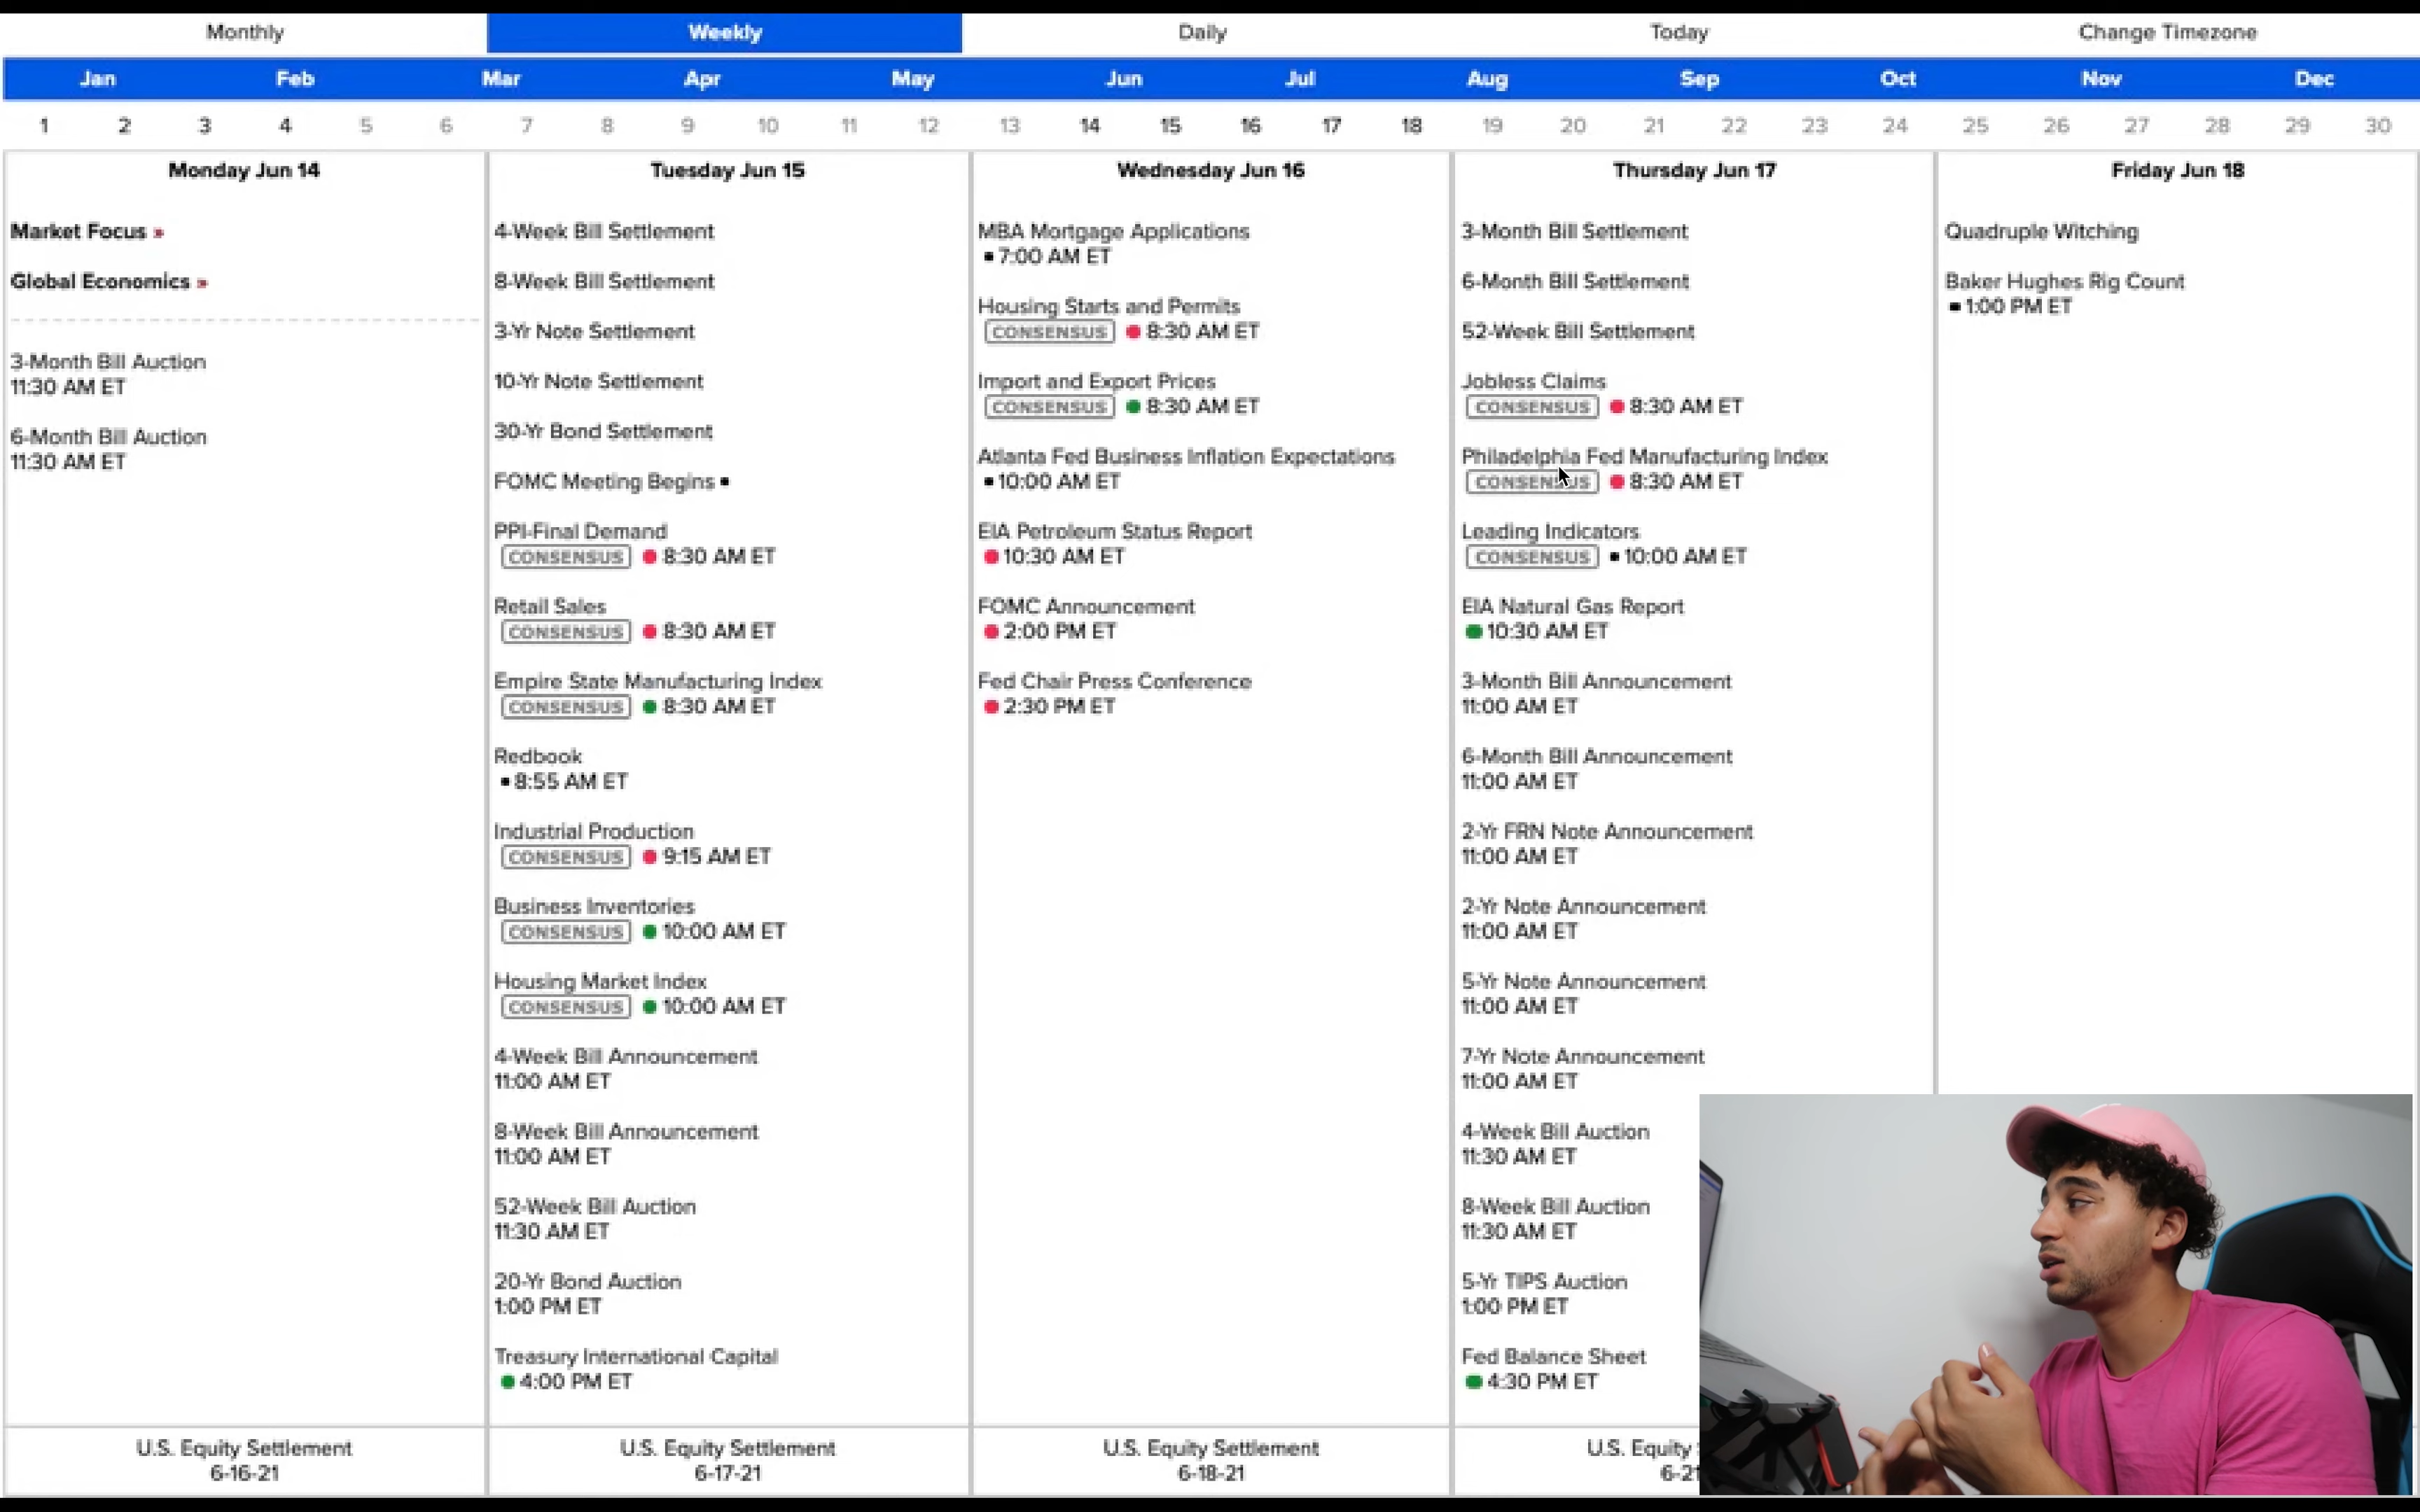 Monthly Weekly Daily Today Change Timezone
Jan Feb Mar Apr May Jun Jul Aug Sep Oct Nov Dec
1 2 3 4 5 6 7 8 9 10 11 12 13 14 15 16 17 18 19 20 21 22 23 24 25 26 27 28 29 30
Monday Jun 14
Market Focus »
Global Economics »
3-Month Bill Auction
11:30 AM ET
6-Month Bill Auction
11:30 AM ET
U.S. Equity Settlement
6-16-21
Tuesday Jun 15
4-Week Bill Settlement
8-Week Bill Settlement
3-Yr Note Settlement
10-Yr Note Settlement
30-Yr Bond Settlement
FOMC Meeting Begins
PPI-Final Demand
CONSENSUS 8:30 AM ET
Retail Sales
CONSENSUS 8:30 AM ET
Empire State Manufacturing Index
CONSENSUS 8:30 AM ET
Redbook
8:55 AM ET
Industrial Production
CONSENSUS 9:15 AM ET
Business Inventories
CONSENSUS 10:00 AM ET
Housing Market Index
CONSENSUS 10:00 AM ET
4-Week Bill Announcement
11:00 AM ET
8-Week Bill Announcement
11:00 AM ET
52-Week Bill Auction
11:30 AM ET
20-Yr Bond Auction
1:00 PM ET
Treasury International Capital
4:00 PM ET
U.S. Equity Settlement
6-17-21
Wednesday Jun 16
MBA Mortgage Applications
7:00 AM ET
Housing Starts and Permits
CONSENSUS 8:30 AM ET
Import and Export Prices
CONSENSUS 8:30 AM ET
Atlanta Fed Business Inflation Expectations
10:00 AM ET
EIA Petroleum Status Report
10:30 AM ET
FOMC Announcement
2:00 PM ET
Fed Chair Press Conference
2:30 PM ET
U.S. Equity Settlement
6-18-21
Thursday Jun 17
3-Month Bill Settlement
6-Month Bill Settlement
52-Week Bill Settlement
Jobless Claims
CONSENSUS 8:30 AM ET
Philadelphia Fed Manufacturing Index
CONSENSUS 8:30 AM ET
Leading Indicators
CONSENSUS 10:00 AM ET
EIA Natural Gas Report
10:30 AM ET
3-Month Bill Announcement
11:00 AM ET
6-Month Bill Announcement
11:00 AM ET
2-Yr FRN Note Announcement
11:00 AM ET
2-Yr Note Announcement
11:00 AM ET
5-Yr Note Announcement
11:00 AM ET
7-Yr Note Announcement
11:00 AM ET
4-Week Bill Auction
11:30 AM ET
8-Week Bill Auction
11:30 AM ET
5-Yr TIPS Auction
1:00 PM ET
Fed Balance Sheet
4:30 PM ET
U.S. Equity
Friday Jun 18
Quadruple Witching
Baker Hughes Rig Count
1:00 PM ET